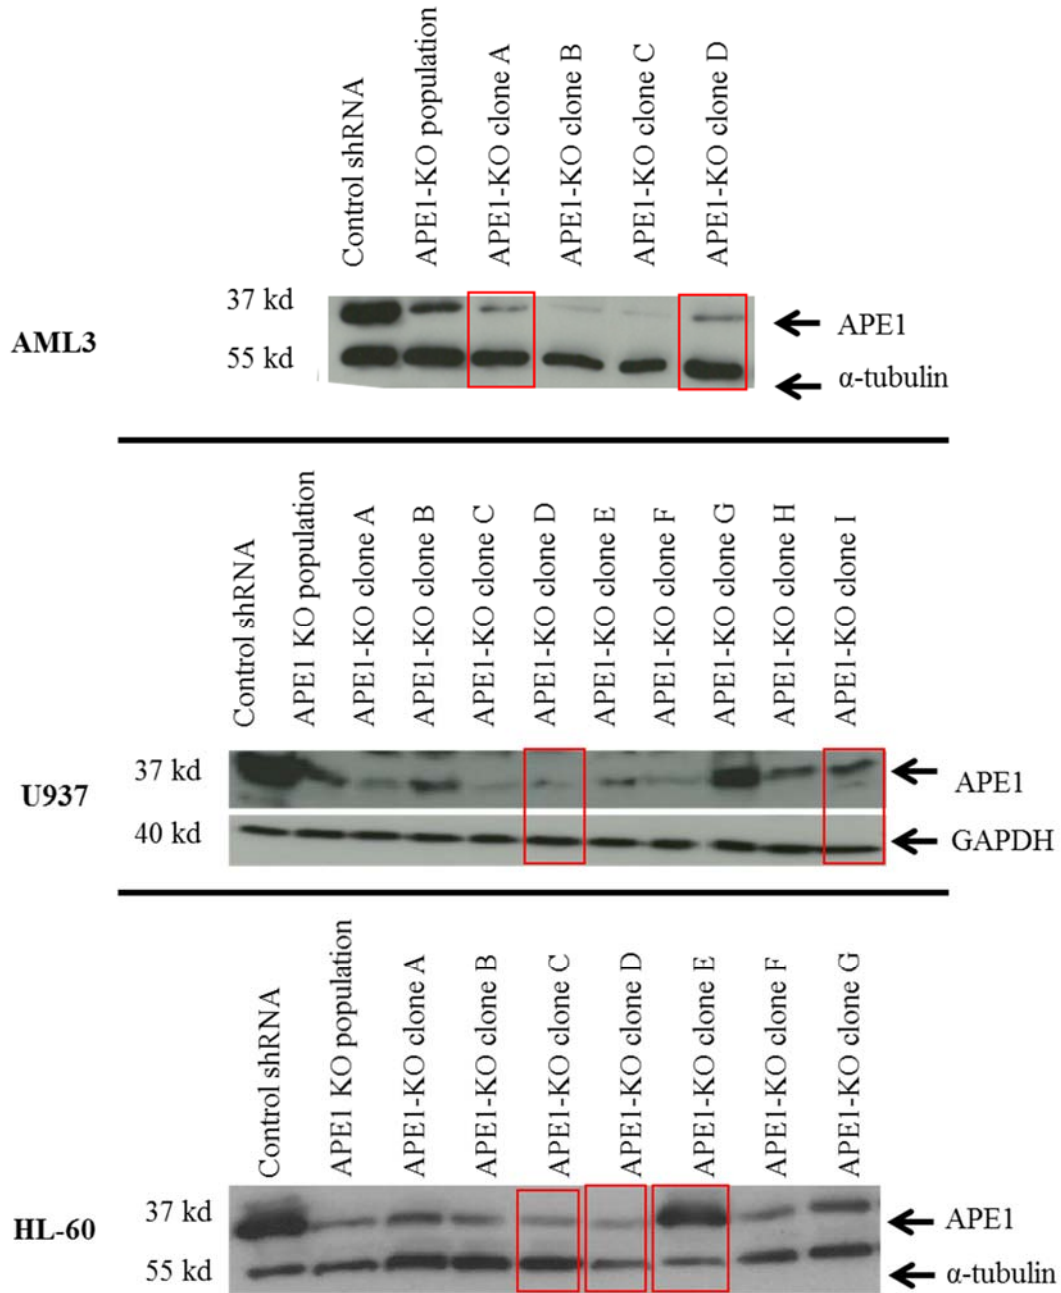 Control shRNA
APE1-KO population
APE1-KO clone A
APE1-KO clone B
APE1-KO clone C
APE1-KO clone D
AML3
37 kd
55 kd
APE1
α-tubulin
Control shRNA
APE1 KO population
APE1-KO clone A
APE1-KO clone B
APE1-KO clone C
APE1-KO clone D
APE1-KO clone E
APE1-KO clone F
APE1-KO clone G
APE1-KO clone H
APE1-KO clone I
U937
37 kd
40 kd
APE1
GAPDH
Control shRNA
APE1 KO population
APE1-KO clone A
APE1-KO clone B
APE1-KO clone C
APE1-KO clone D
APE1-KO clone E
APE1-KO clone F
APE1-KO clone G
HL-60
37 kd
55 kd
APE1
α-tubulin